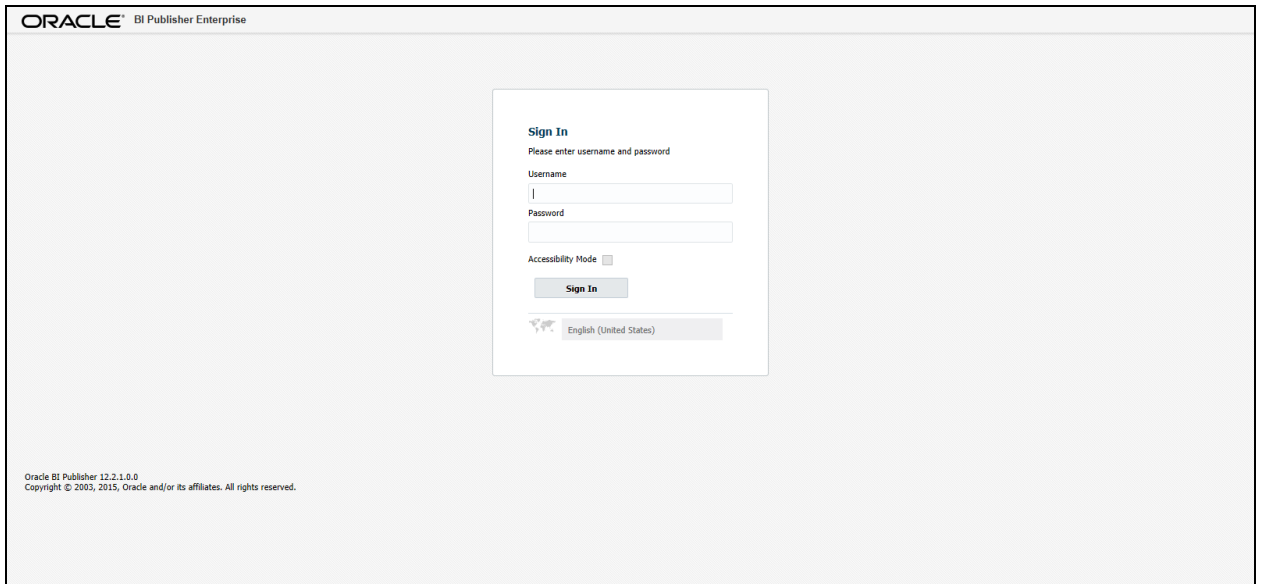 ORACLE® BI Publisher Enterprise
Sign In
Please enter username and password
Username
Password
Accessibility Mode
Sign In
English (United States)
Oracle BI Publisher 12.2.1.0.0
Copyright © 2003, 2015, Oracle and/or its affiliates. All rights reserved.